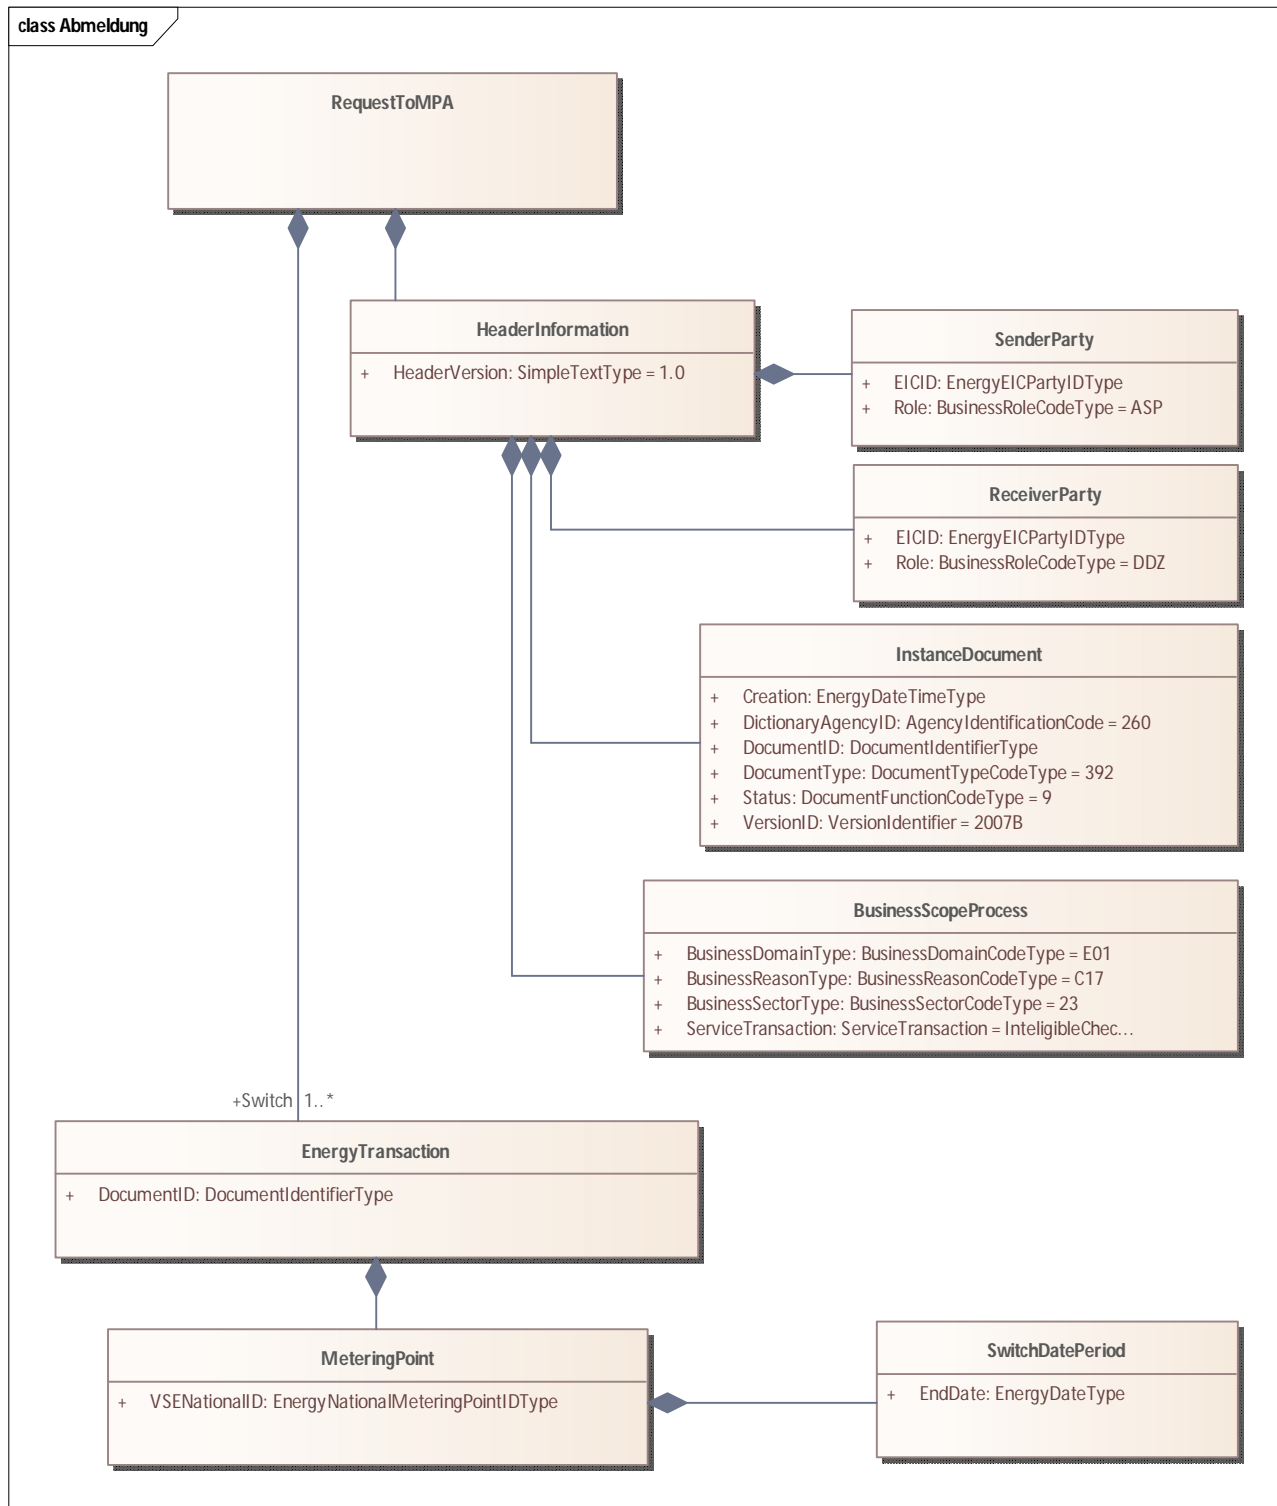 class Abmeldung
RequestToMPA
HeaderInformation
+ HeaderVersion: SimpleTextType = 1.0
SenderParty
+ EICID: EnergyEICPartyIDType
+ Role: BusinessRoleCodeType = ASP
ReceiverParty
+ EICID: EnergyEICPartyIDType
+ Role: BusinessRoleCodeType = DDZ
InstanceDocument
+ Creation: EnergyDateTimeType
+ DictionaryAgencyID: AgencyIdentificationCode = 260
+ DocumentID: DocumentIdentifierType
+ DocumentType: DocumentTypeCodeType = 392
+ Status: DocumentFunctionCodeType = 9
+ VersionID: VersionIdentifier = 2007B
BusinessScopeProcess
+ BusinessDomainType: BusinessDomainCodeType = E01
+ BusinessReasonType: BusinessReasonCodeType = C17
+ BusinessSectorType: BusinessSectorCodeType = 23
+ ServiceTransaction: ServiceTransaction = InteligibleChec...
+Switch 1..*
EnergyTransaction
+ DocumentID: DocumentIdentifierType
MeteringPoint
+ VSENationalID: EnergyNationalMeteringPointIDType
SwitchDatePeriod
+ EndDate: EnergyDateType